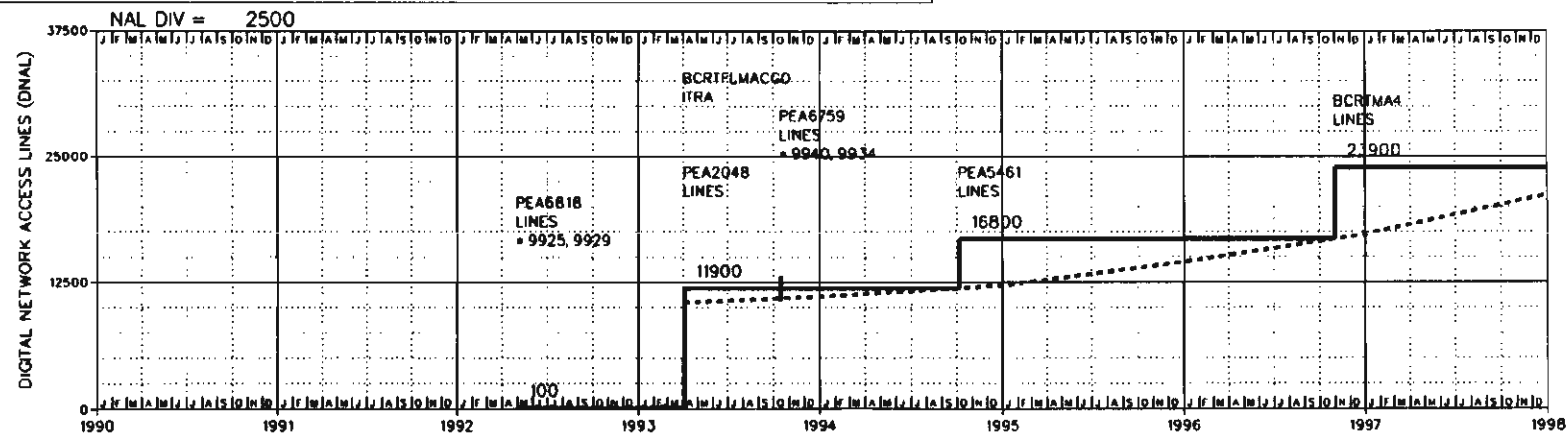 NAL DIV = 2500
37500
J F M A M J J A S O N D J F M A M J J A S O N D J F M A M J J A S O N D J F M A M J J A S O N D J F M A M J J A S O N D J F M A M J J A S O N D J F M A M J J A S O N D J F M A M J J A S O N D
DIGITAL NETWORK ACCESS LINES (DNAL)
ITRA
PEA6759
LINES
9940, 9934
BCRTMA4
LINES
25000
23900
PEA2048
LINES
PEA5461
LINES
PEA6818
LINES
9925, 9929
16800
11900
12500
100
0
J F M A M J J A S O N D J F M A M J J A S O N D J F M A M J J A S O N D J F M A M J J A S O N D J F M A M J J A S O N D J F M A M J J A S O N D J F M A M J J A S O N D J F M A M J J A S O N D
1990 1991 1992 1993 1994 1995 1996 1997 1998